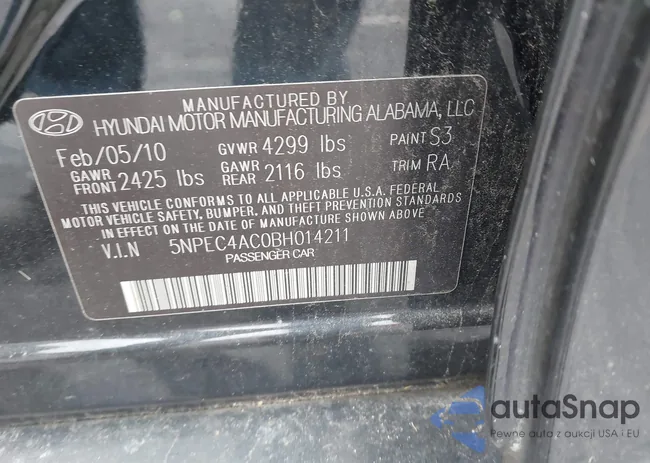 MANUFACTURED BY
HYUNDAI MOTOR MANUFACTURING ALABAMA, LLC
Feb/05/10 GVWR 4299 lbs PAINT S3
GAWR FRONT 2425 lbs GAWR REAR 2116 lbs TRIM RA
THIS VEHICLE CONFORMS TO ALL APPLICABLE U.S.A. FEDERAL
MOTOR VEHICLE SAFETY, BUMPER, AND THEFT PREVENTION STANDARDS
IN EFFECT ON THE DATE OF MANUFACTURE SHOWN ABOVE.
V.I.N 5NPEC4AC0BH014211
PASSENGER CAR
autaSnap
Pewne auta z aukcji USA i EU